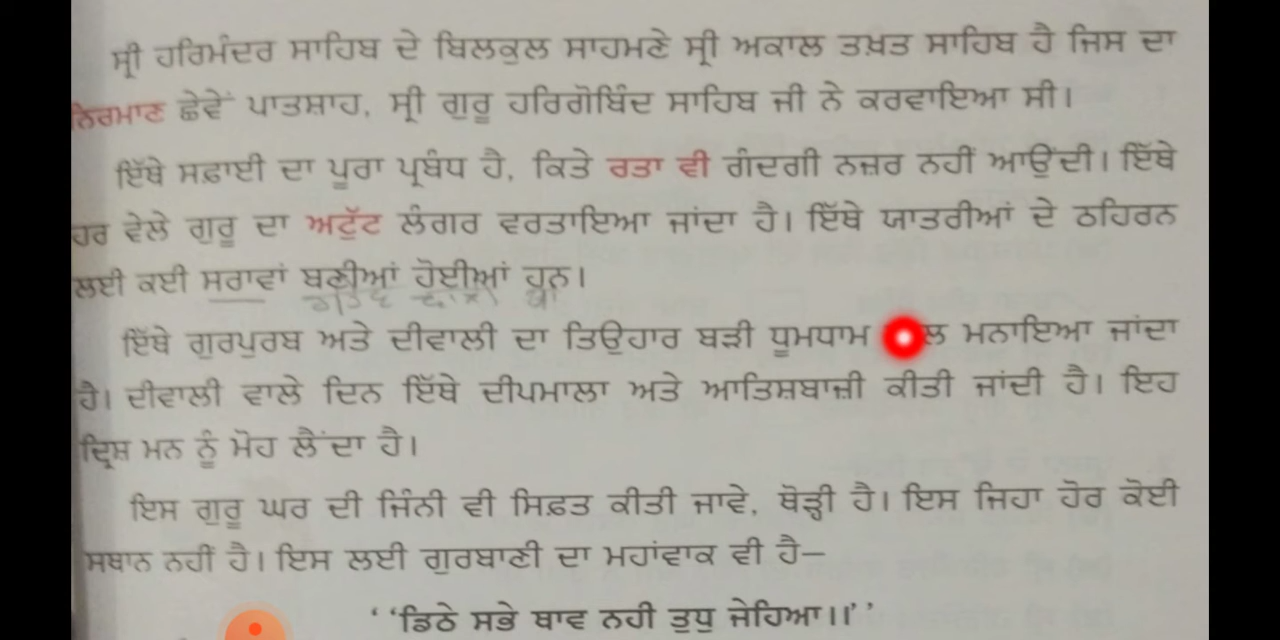 ਸ੍ਰੀ ਹਰਿਮੰਦਰ ਸਾਹਿਬ ਦੇ ਬਿਲਕੁਲ ਸਾਹਮਣੇ ਸ੍ਰੀ ਅਕਾਲ ਤਖ਼ਤ ਸਾਹਿਬ ਹੈ ਜਿਸ ਦਾ
ਨਿਰਮਾਣ ਛੇਵੇਂ ਪਾਤਸ਼ਾਹ, ਸ੍ਰੀ ਗੁਰੂ ਹਰਿਗੋਬਿੰਦ ਸਾਹਿਬ ਜੀ ਨੇ ਕਰਵਾਇਆ ਸੀ।
ਇੱਥੇ ਸਫ਼ਾਈ ਦਾ ਪੂਰਾ ਪ੍ਰਬੰਧ ਹੈ, ਕਿਤੇ ਰਤਾ ਵੀ ਗੰਦਗੀ ਨਜ਼ਰ ਨਹੀਂ ਆਉਂਦੀ। ਇੱਥੇ
ਹਰ ਵੇਲੇ ਗੁਰੂ ਦਾ ਅਟੁੱਟ ਲੰਗਰ ਵਰਤਾਇਆ ਜਾਂਦਾ ਹੈ। ਇੱਥੇ ਯਾਤਰੀਆਂ ਦੇ ਠਹਿਰਨ
ਲਈ ਕਈ ਸਰਾਵਾਂ ਬਣੀਆਂ ਹੋਈਆਂ ਹਨ।
ਇੱਥੇ ਗੁਰਪੁਰਬ ਅਤੇ ਦੀਵਾਲੀ ਦਾ ਤਿਉਹਾਰ ਬੜੀ ਧੂਮਧਾਮ ਲ ਮਨਾਇਆ ਜਾਂਦਾ
ਹੈ। ਦੀਵਾਲੀ ਵਾਲੇ ਦਿਨ ਇੱਥੇ ਦੀਪਮਾਲਾ ਅਤੇ ਆਤਿਸ਼ਬਾਜ਼ੀ ਕੀਤੀ ਜਾਂਦੀ ਹੈ। ਇਹ
ਦ੍ਰਿਸ਼ ਮਨ ਨੂੰ ਮੋਹ ਲੈਂਦਾ ਹੈ।
ਇਸ ਗੁਰੂ ਘਰ ਦੀ ਜਿੰਨੀ ਵੀ ਸਿਫ਼ਤ ਕੀਤੀ ਜਾਵੇ, ਥੋੜ੍ਹੀ ਹੈ। ਇਸ ਜਿਹਾ ਹੋਰ ਕੋਈ
ਸਥਾਨ ਨਹੀਂ ਹੈ। ਇਸ ਲਈ ਗੁਰਬਾਣੀ ਦਾ ਮਹਾਂਵਾਕ ਵੀ ਹੈ–
‘‘ਡਿਠੇ ਸਭੇ ਥਾਵ ਨਹੀ ਤੁਧੁ ਜੇਹਿਆ॥’’